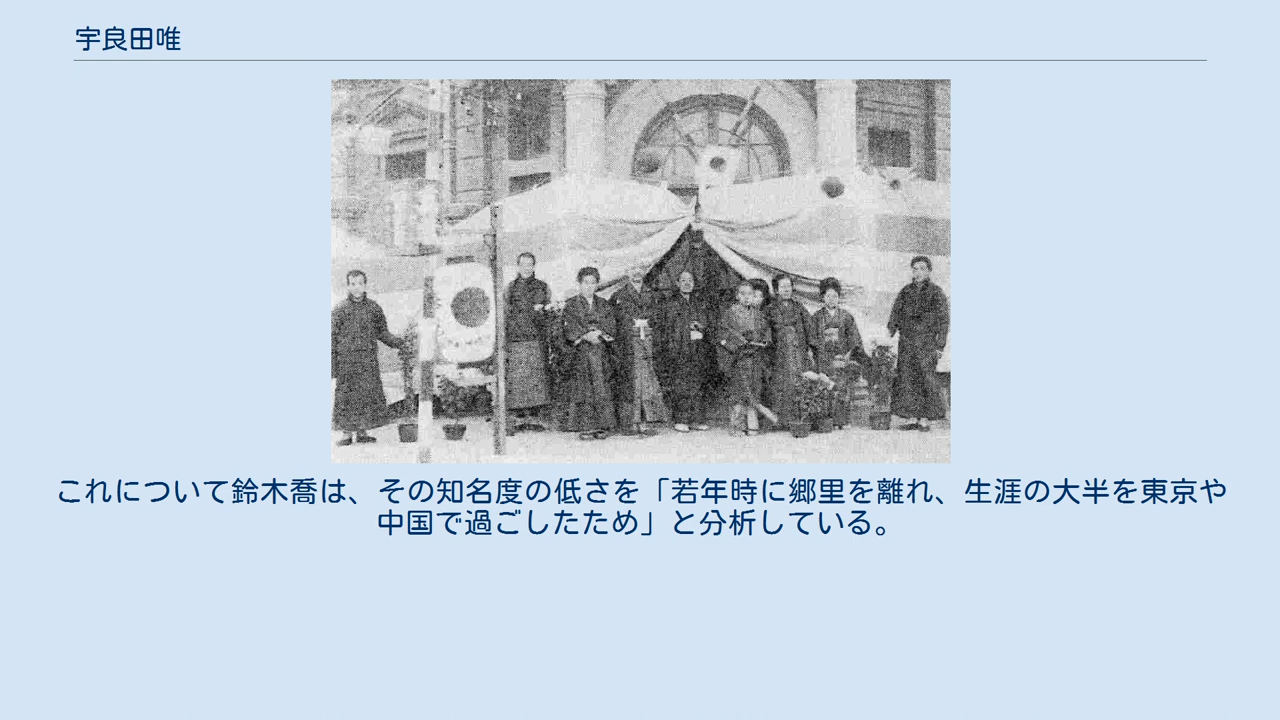 宇良田唯
これについて鈴木喬は、その知名度の低さを「若年時に郷里を離れ、生涯の大半を東京や
中国で過ごしたため」と分析している。